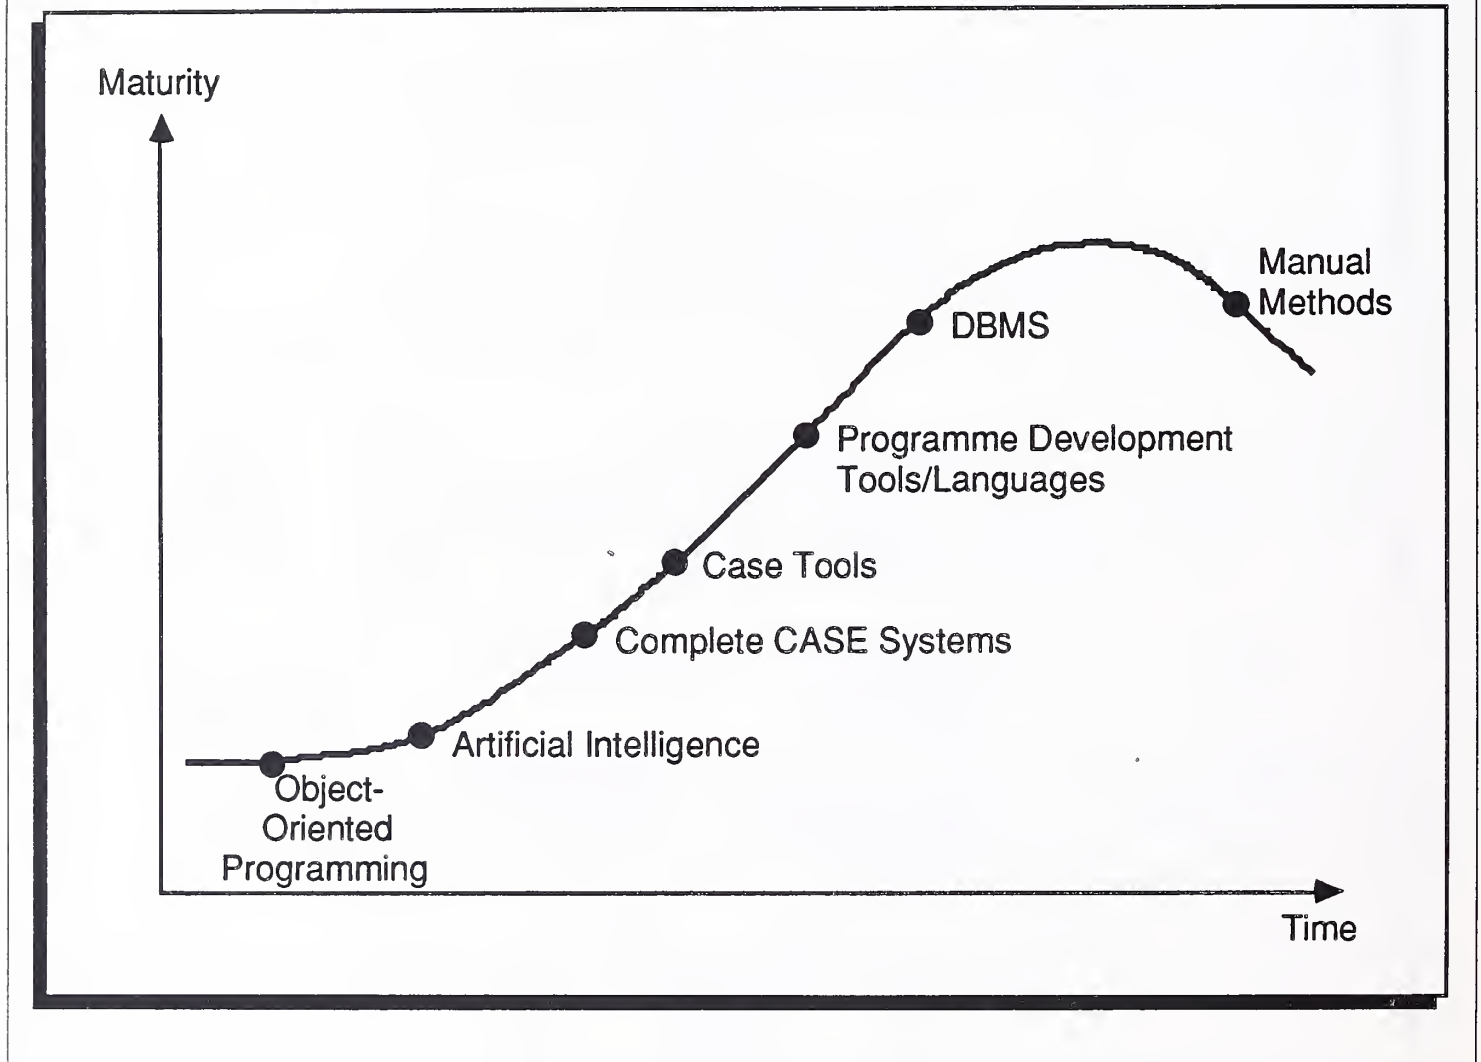 Maturity
Manual
Methods
DBMS
Programme Development
Tools/Languages
Case Tools
Complete CASE Systems
Artificial Intelligence
Object-
Oriented
Programming
Time